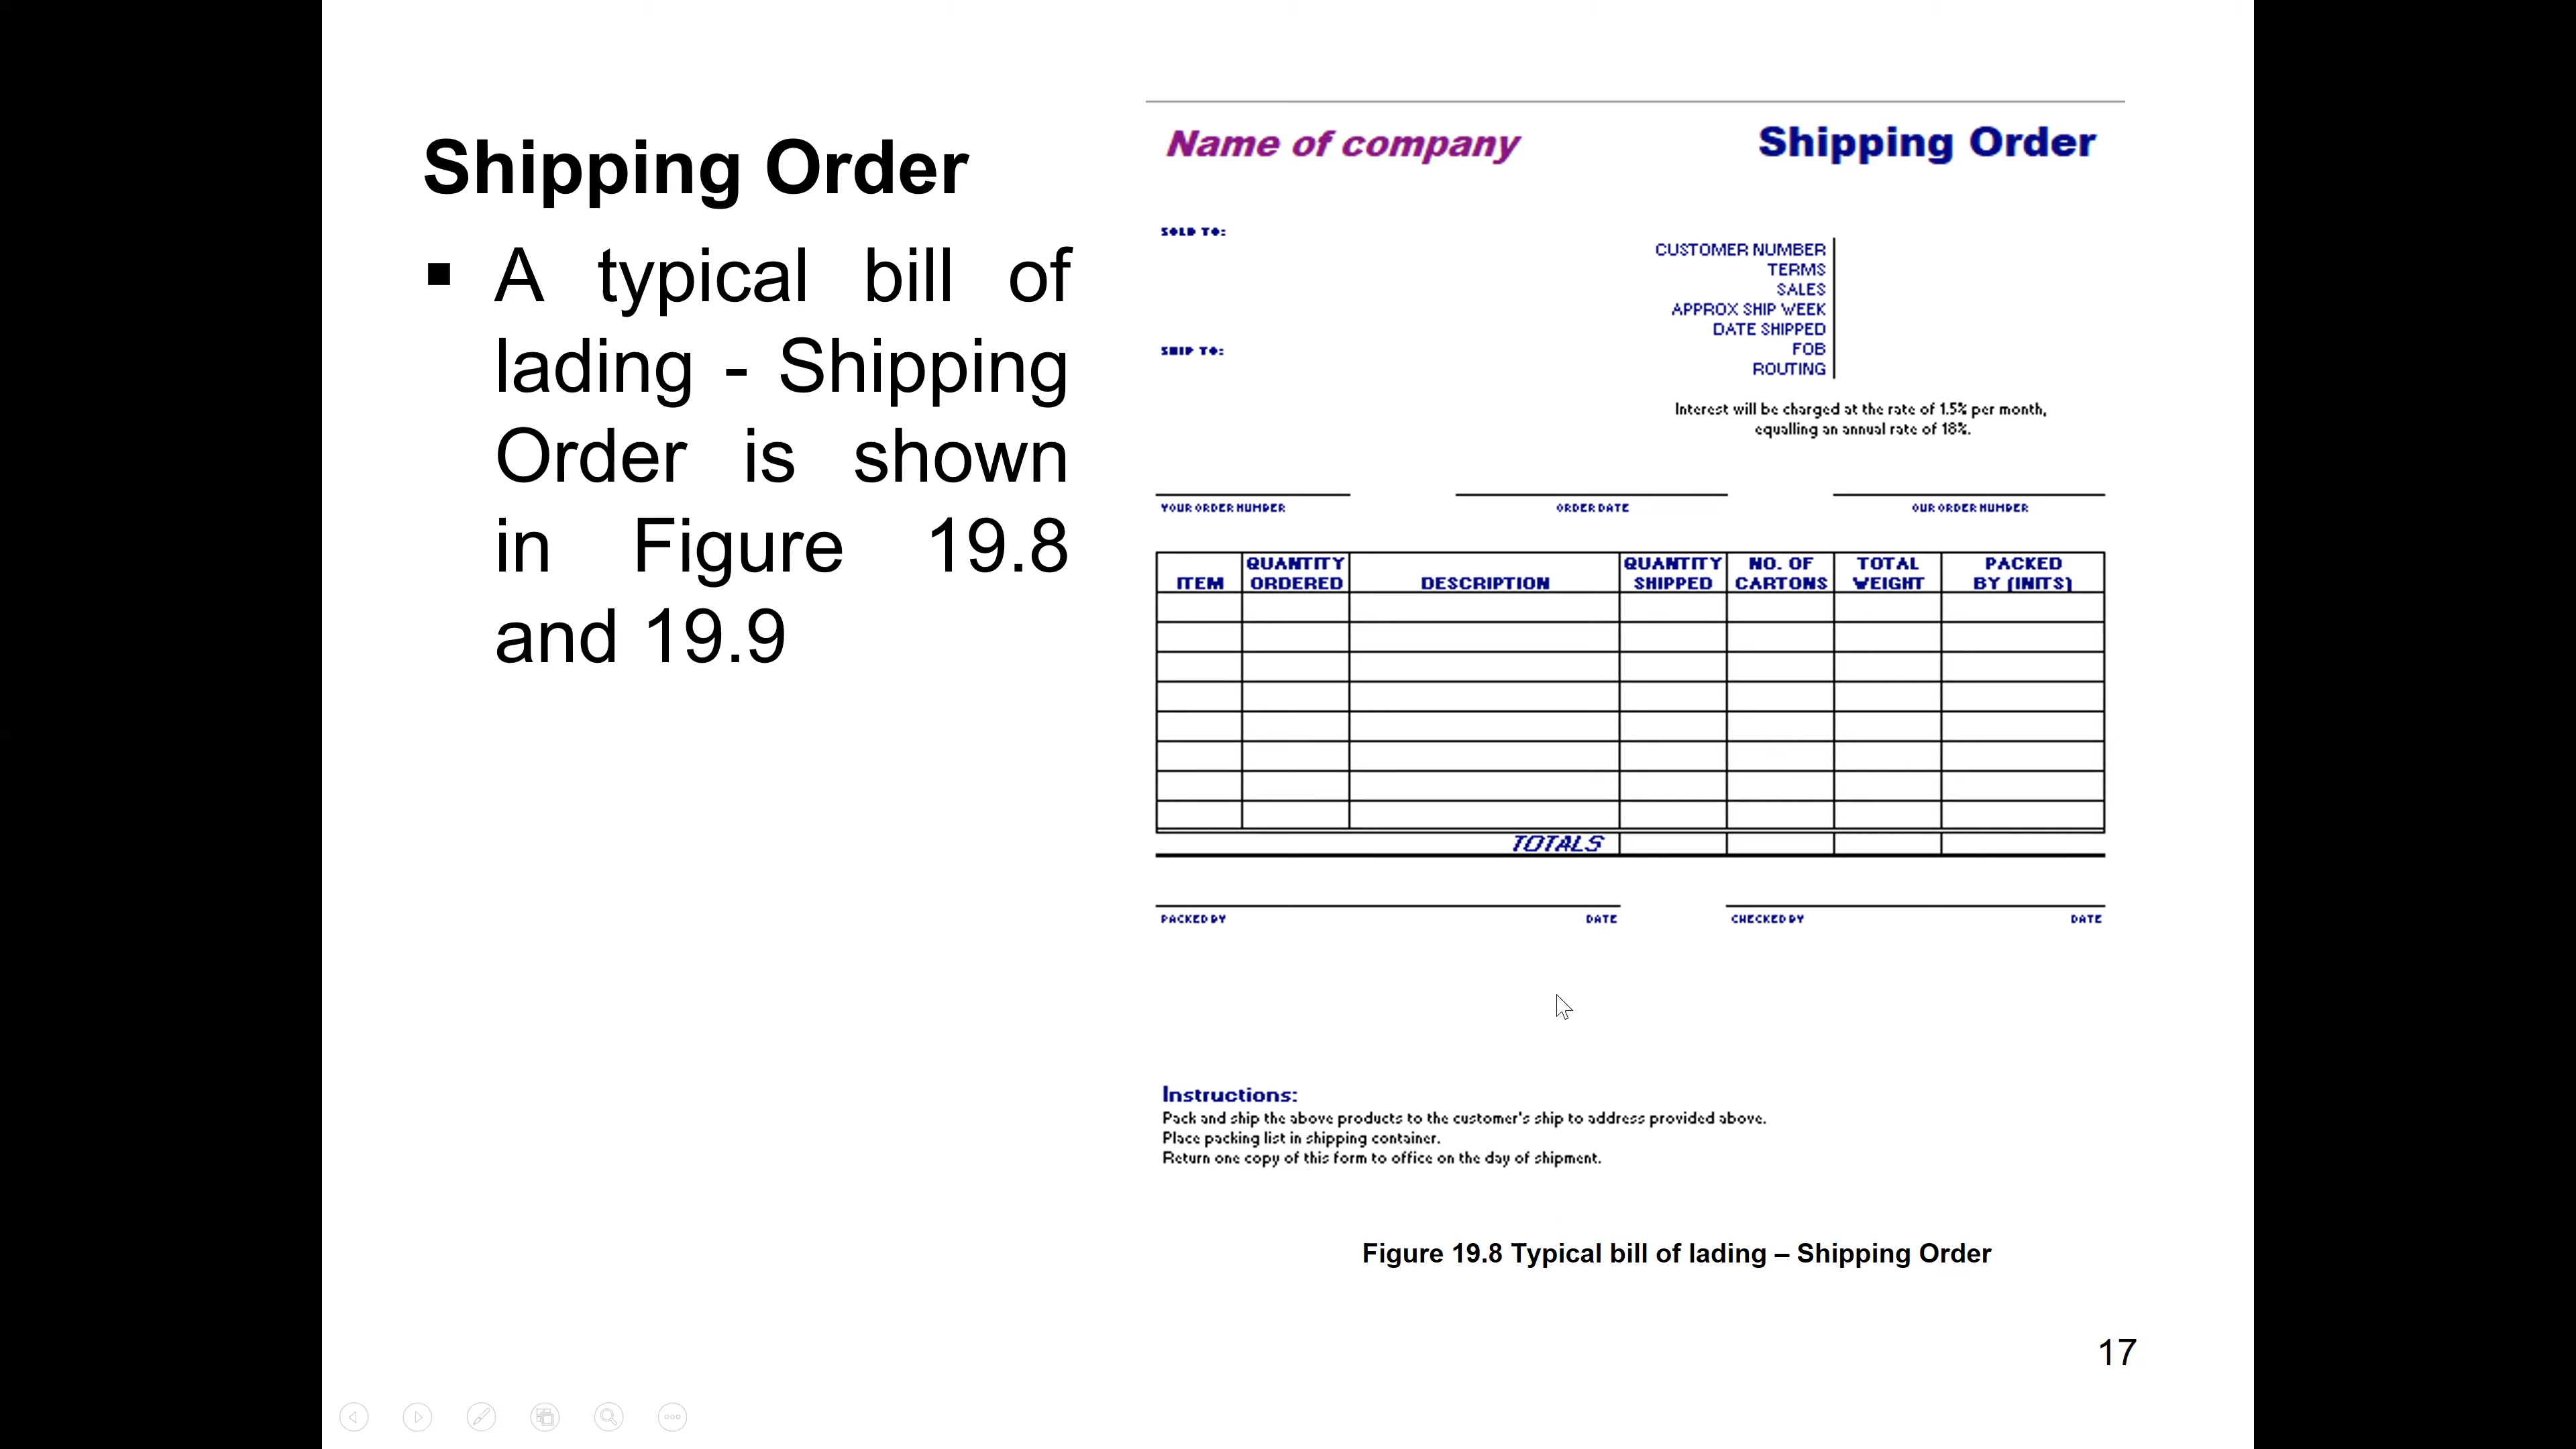 Shipping Order
▪ A typical bill of
lading - Shipping
Order is shown
in Figure 19.8
and 19.9
Name of company
Shipping Order
SOLD TO:
CUSTOMER NUMBER
TERMS
SALES
APPROX SHIP WEEK
DATE SHIPPED
FOB
ROUTING
SHIP TO:
Interest will be charged at the rate of 1.5% per month,
equalling an annual rate of 18%.
YOUR ORDER NUMBER ORDER DATE OUR ORDER NUMBER
ITEM QUANTITY ORDERED DESCRIPTION QUANTITY SHIPPED NO. OF CARTONS TOTAL WEIGHT PACKED BY (INITS)
TOTALS
PACKED BY DATE CHECKED BY DATE
Instructions:
Pack and ship the above products to the customer's ship to address provided above.
Place packing list in shipping container.
Return one copy of this form to office on the day of shipment.
Figure 19.8 Typical bill of lading – Shipping Order
17